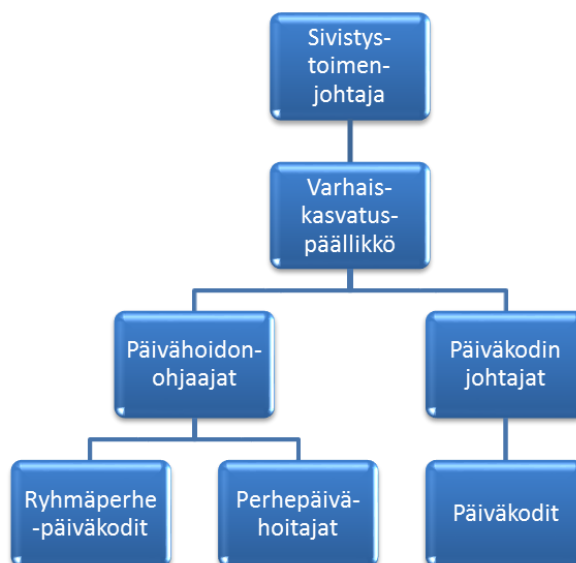 Sivistys-
toimen-
johtaja
Varhais-
kasvatus-
päällikkö
Päivähoidon-
ohjaajat
Päiväkodin
johtajat
Ryhmäperhe
-päiväkodit
Perhepäivä-
hoitajat
Päiväkodit